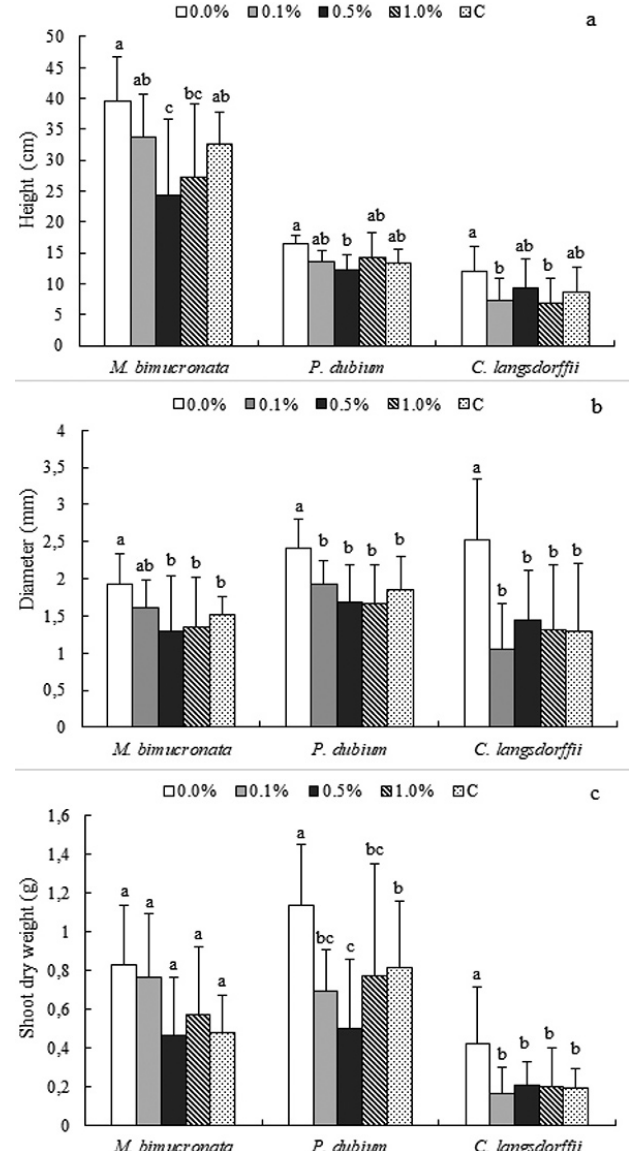 0.0% 0.1% 0.5% 1.0% C
a
50
45
40
35
30
25
20
15
10
5
0
Height (cm)
a ab c bc ab
a ab b ab ab
a b ab b ab
M. bimucronata P. dubium C. langsdorffii
0.0% 0.1% 0.5% 1.0% C
b
4
3,5
3
2,5
2
1,5
1
0,5
0
Diameter (mm)
a ab b b b
a b b b b
a b b b b
M. bimucronata P. dubium C. langsdorffii
0.0% 0.1% 0.5% 1.0% C
c
1,6
1,4
1,2
1
0,8
0,6
0,4
0,2
0
Shoot dry weight (g)
a a a a a
a bc c bc b
a b b b b
M. bimucronata P. dubium C. langsdorffii